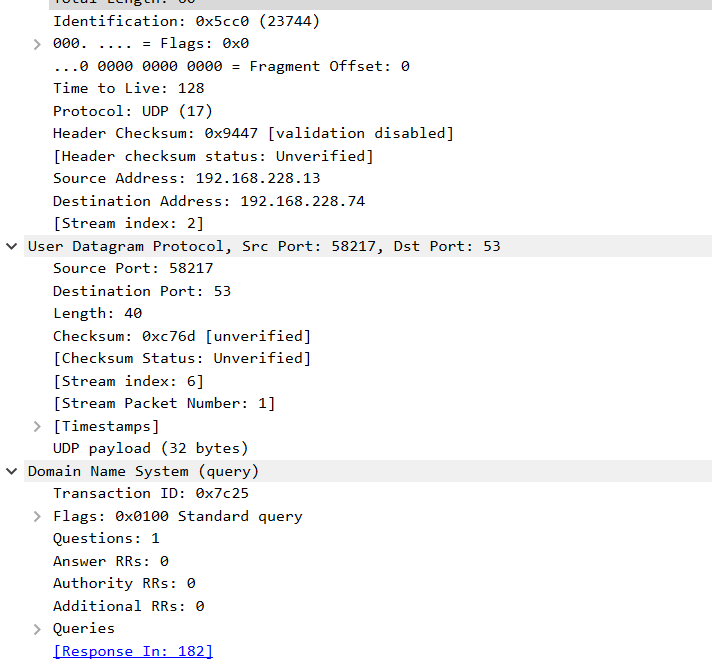 Total Length: 60
Identification: 0x5cc0 (23744)
000. .... = Flags: 0x0
...0 0000 0000 0000 = Fragment Offset: 0
Time to Live: 128
Protocol: UDP (17)
Header Checksum: 0x9447 [validation disabled]
[Header checksum status: Unverified]
Source Address: 192.168.228.13
Destination Address: 192.168.228.74
[Stream index: 2]
User Datagram Protocol, Src Port: 58217, Dst Port: 53
Source Port: 58217
Destination Port: 53
Length: 40
Checksum: 0xc76d [unverified]
[Checksum Status: Unverified]
[Stream index: 6]
[Stream Packet Number: 1]
[Timestamps]
UDP payload (32 bytes)
Domain Name System (query)
Transaction ID: 0x7c25
Flags: 0x0100 Standard query
Questions: 1
Answer RRs: 0
Authority RRs: 0
Additional RRs: 0
Queries
[Response In: 182]